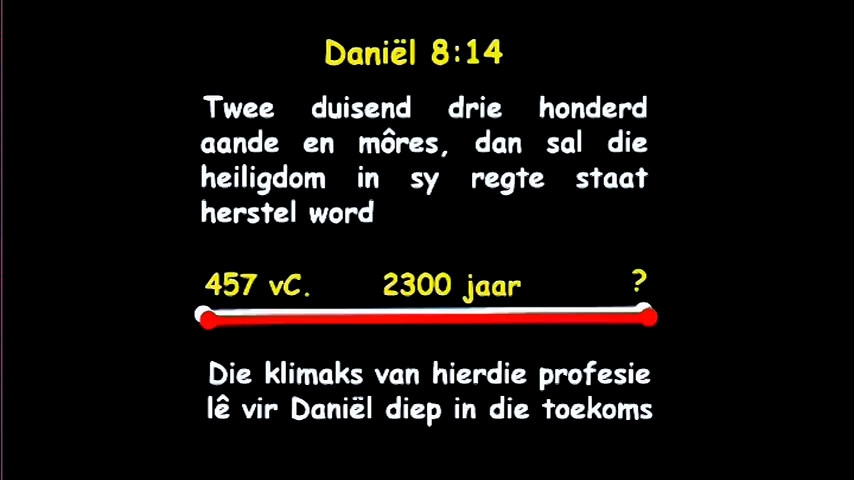 Daniël 8:14
Twee duisend drie honderd
aande en môres, dan sal die
heiligdom in sy regte staat
herstel word
457 vC. 2300 jaar ?
Die klimaks van hierdie profesie
lê vir Daniël diep in die toekoms